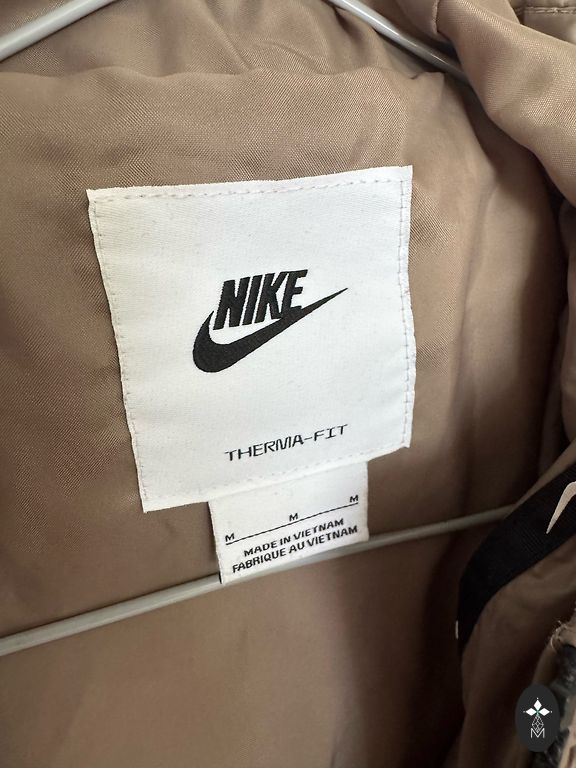 NIKE
THERMA-FIT
M M M
MADE IN VIETNAM
FABRIQUE AU VIETNAM
M